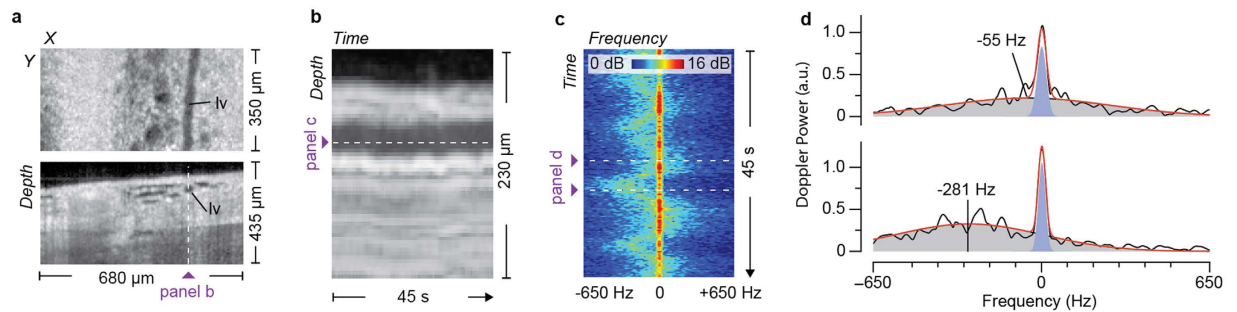 a
X
Y
lv
350 µm
Depth
lv
435 µm
680 µm
panel b
b
Time
Depth
panel c
230 µm
45 s
c
Frequency
Time
0 dB 16 dB
panel d
45 s
-650 Hz 0 +650 Hz
d
Doppler Power (a.u.)
1.0
0.5
0
-55 Hz
1.0
0.5
0
-281 Hz
–650 0 650
Frequency (Hz)